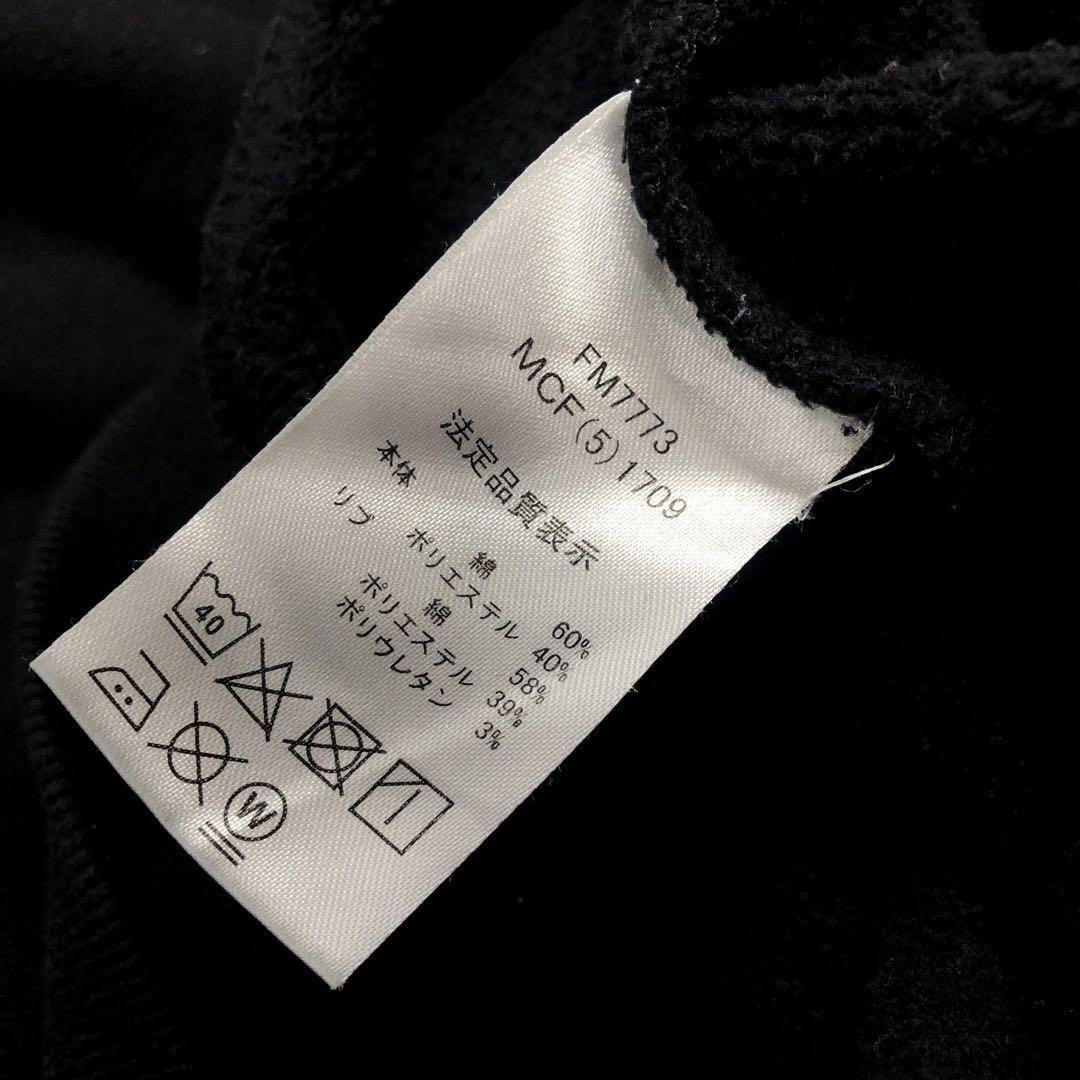 FM7773
MCF(5)1709
法定品質表示
本体 綿 60%
ポリエステル 40%
リブ 綿 58%
ポリエステル 39%
ポリウレタン 3%
40
W